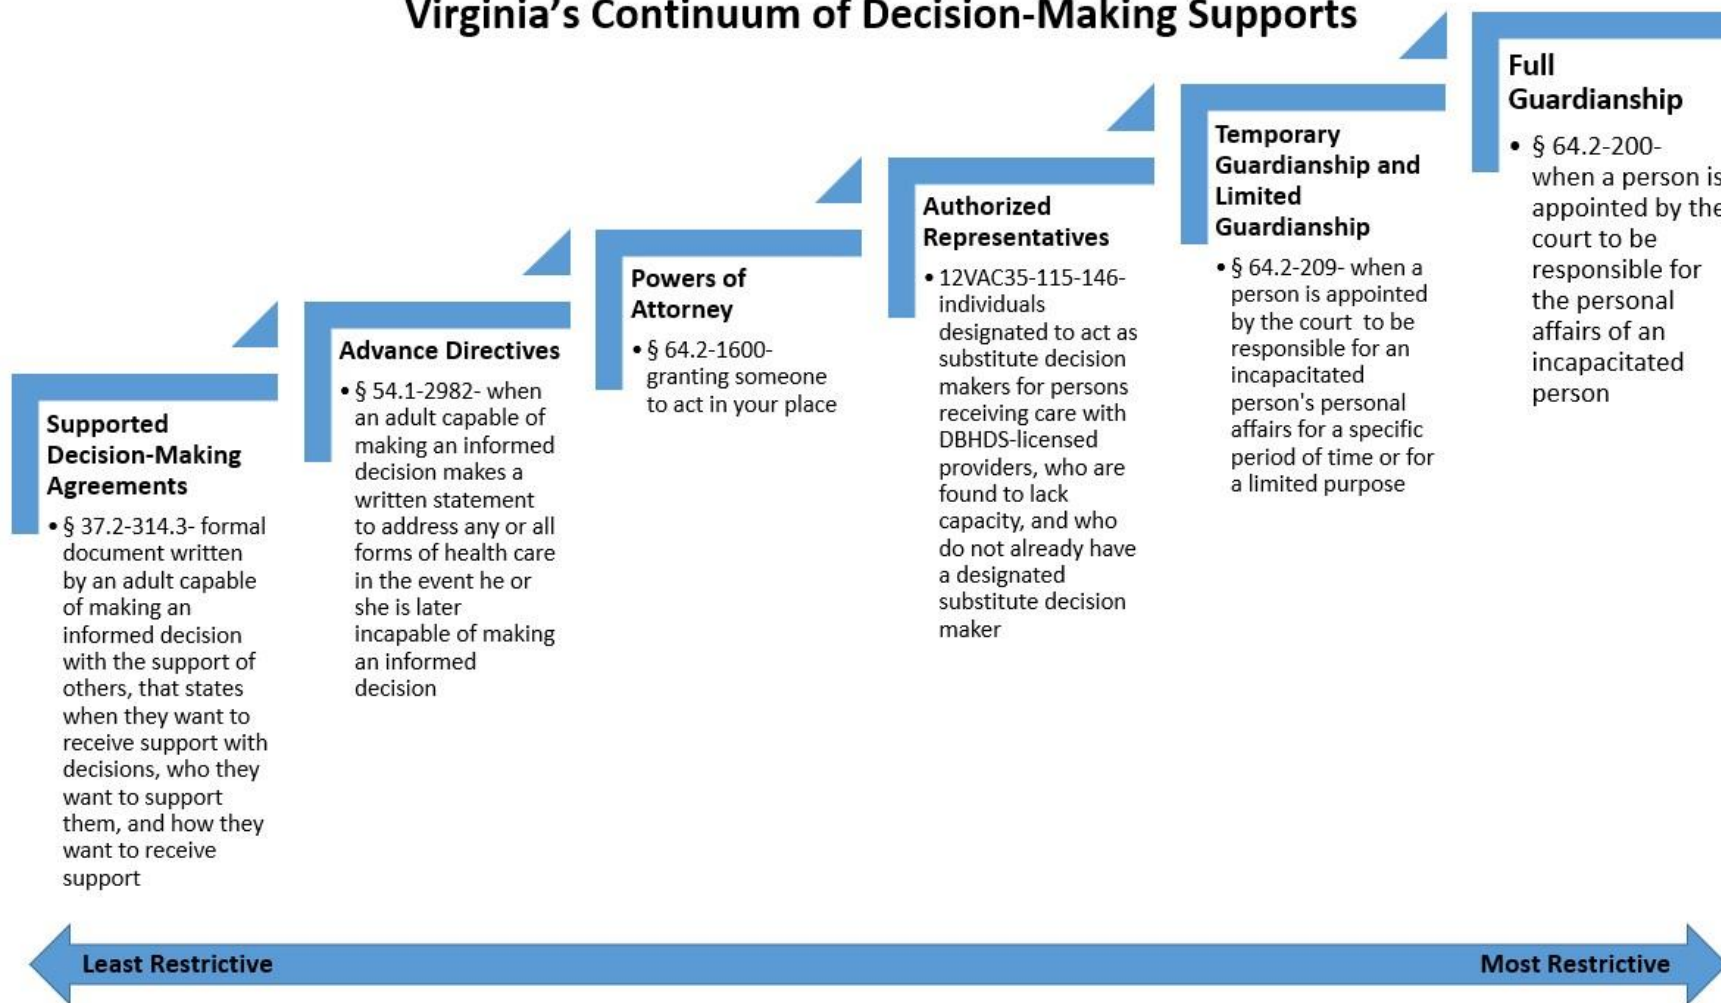 Virginia's Continuum of Decision-Making Supports
Supported
Decision-Making
Agreements
• § 37.2-314.3- formal
document written
by an adult capable
of making an
informed decision
with the support of
others, that states
when they want to
receive support with
decisions, who they
want to support
them, and how they
want to receive
support
Advance Directives
• § 54.1-2982- when
an adult capable of
making an informed
decision makes a
written statement
to address any or all
forms of health care
in the event he or
she is later
incapable of making
an informed
decision
Powers of
Attorney
• § 64.2-1600-
granting someone
to act in your place
Authorized
Representatives
• 12VAC35-115-146-
individuals
designated to act as
substitute decision
makers for persons
receiving care with
DBHDS-licensed
providers, who are
found to lack
capacity, and who
do not already have
a designated
substitute decision
maker
Temporary
Guardianship and
Limited
Guardianship
• § 64.2-209- when a
person is appointed
by the court to be
responsible for an
incapacitated
person's personal
affairs for a specific
period of time or for
a limited purpose
Full
Guardianship
• § 64.2-200-
when a person is
appointed by the
court to be
responsible for
the personal
affairs of an
incapacitated
person
Least Restrictive
Most Restrictive